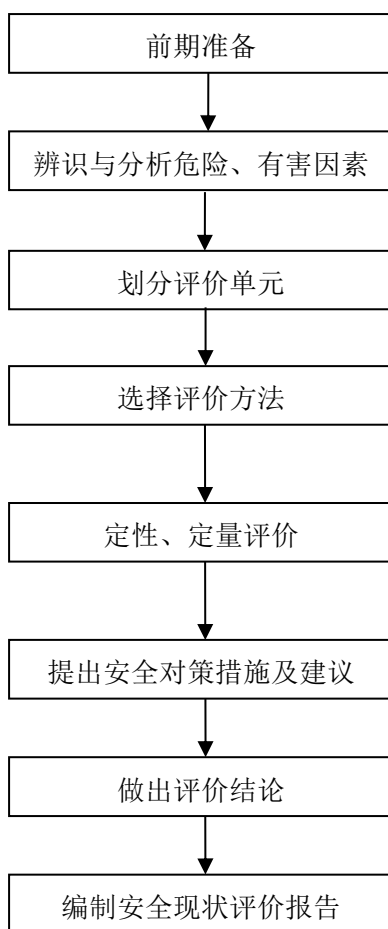 前期准备
辨识与分析危险、有害因素
划分评价单元
选择评价方法
定性、定量评价
提出安全对策措施及建议
做出评价结论
编制安全现状评价报告